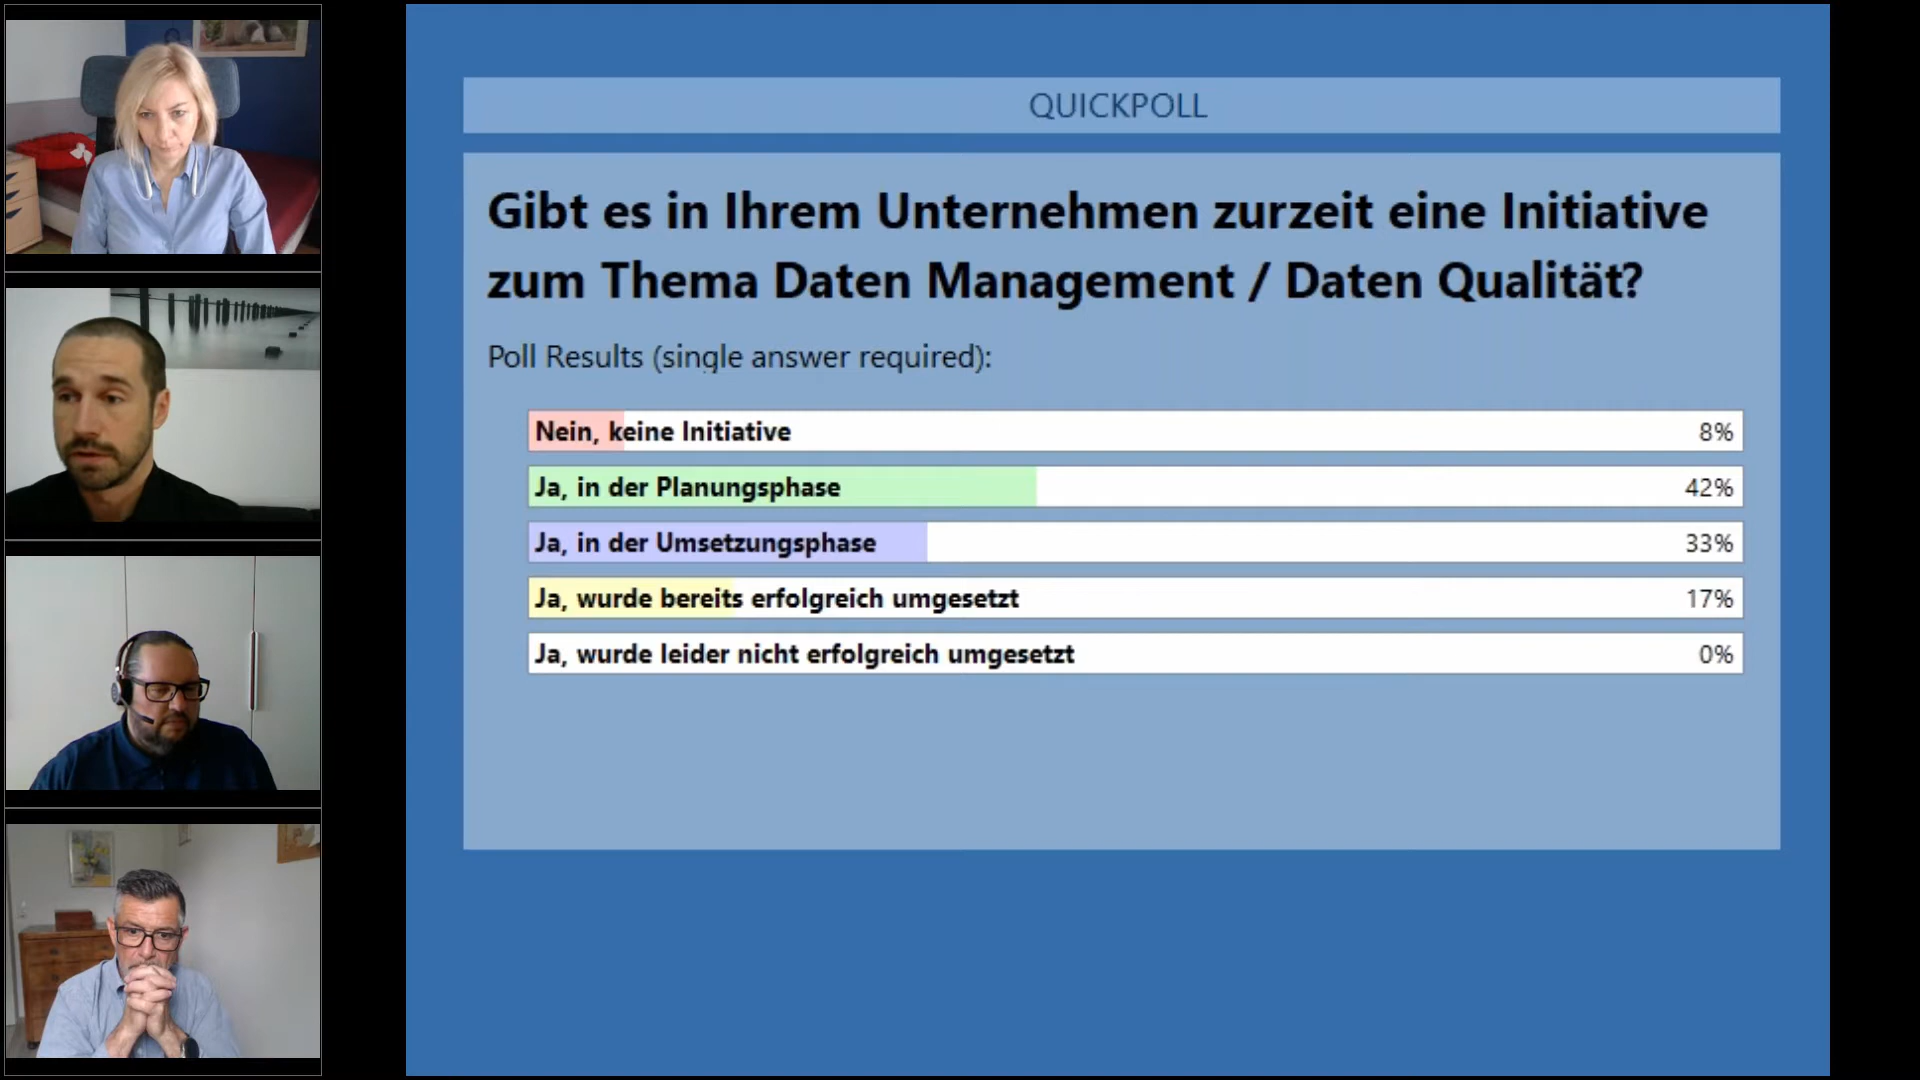 QUICKPOLL
Gibt es in Ihrem Unternehmen zurzeit eine Initiative
zum Thema Daten Management / Daten Qualität?
Poll Results (single answer required):
Nein, keine Initiative 8%
Ja, in der Planungsphase 42%
Ja, in der Umsetzungsphase 33%
Ja, wurde bereits erfolgreich umgesetzt 17%
Ja, wurde leider nicht erfolgreich umgesetzt 0%